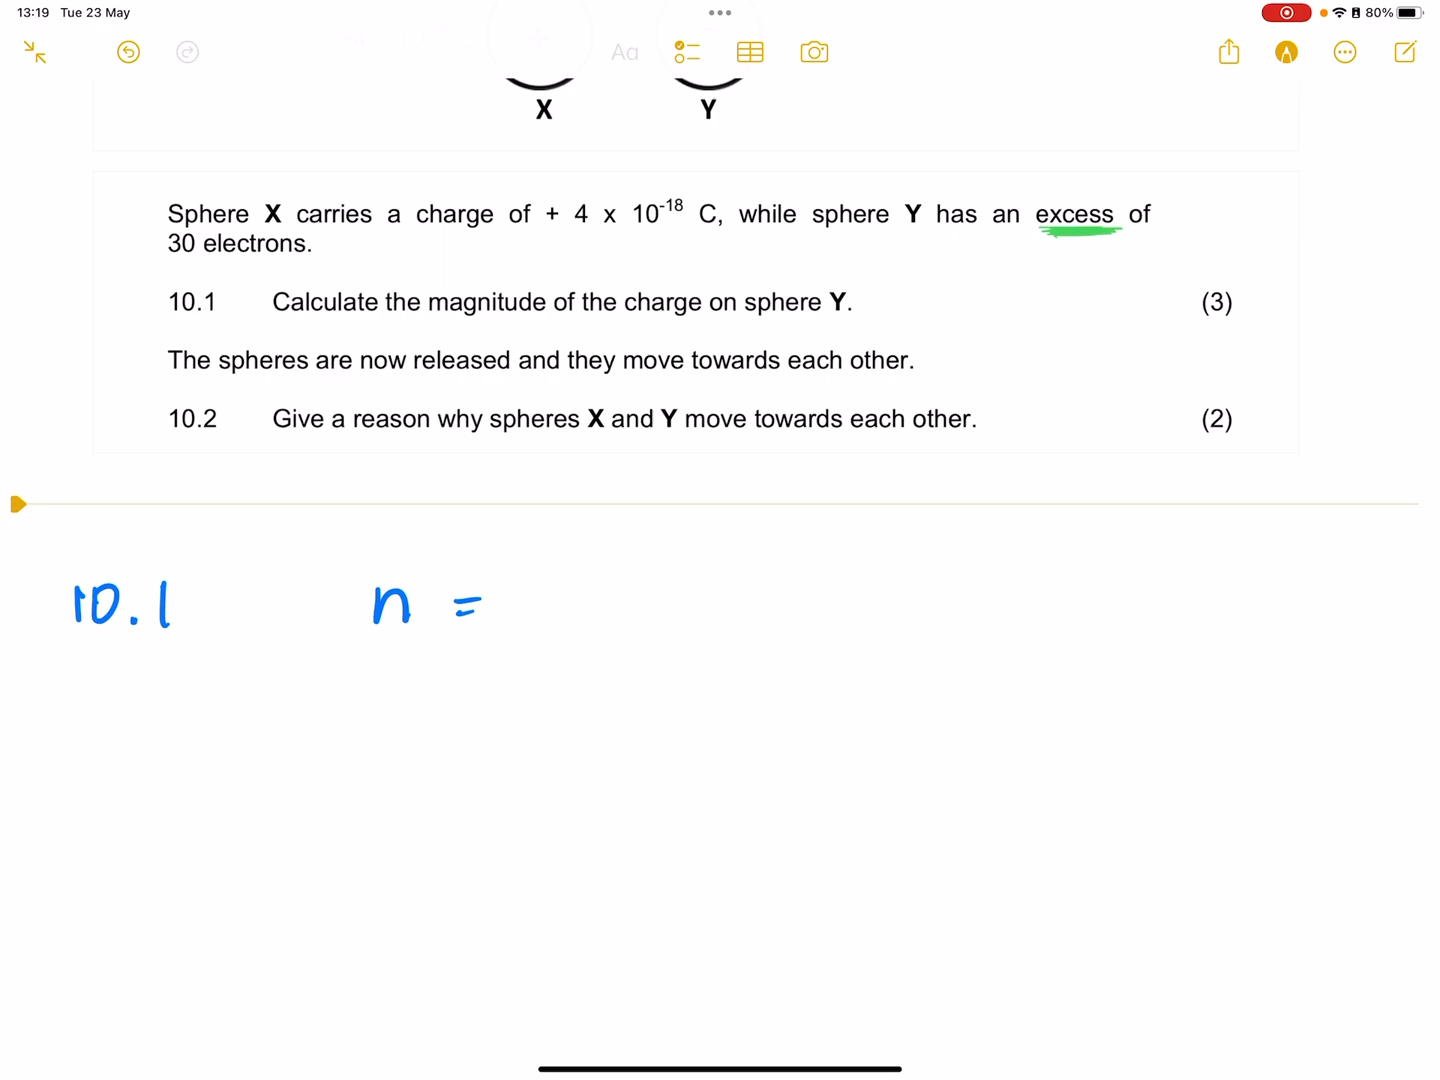 13:19 Tue 23 May
80%
Aa
X Y
Sphere X carries a charge of + 4 x 10⁻¹⁸ C, while sphere Y has an excess of
30 electrons.
10.1 Calculate the magnitude of the charge on sphere Y. (3)
The spheres are now released and they move towards each other.
10.2 Give a reason why spheres X and Y move towards each other. (2)
10.1 n =